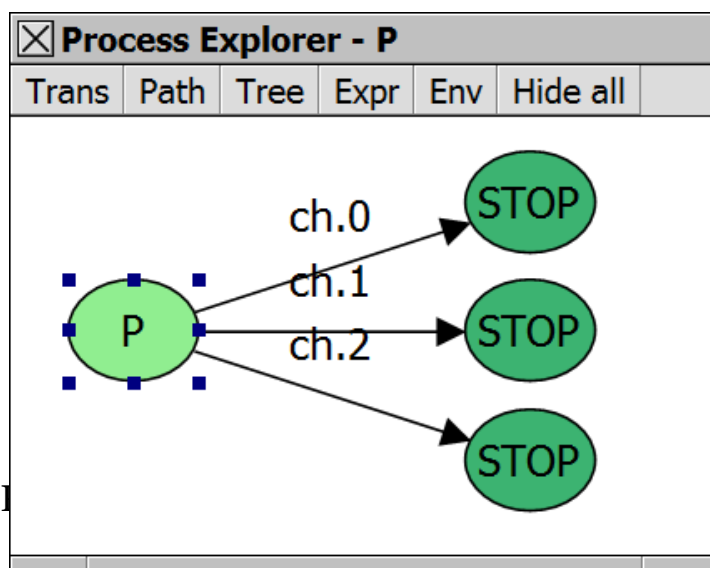 Process Explorer - P
Trans Path Tree Expr Env Hide all
STOP
ch.0
ch.1
P
STOP
ch.2
STOP